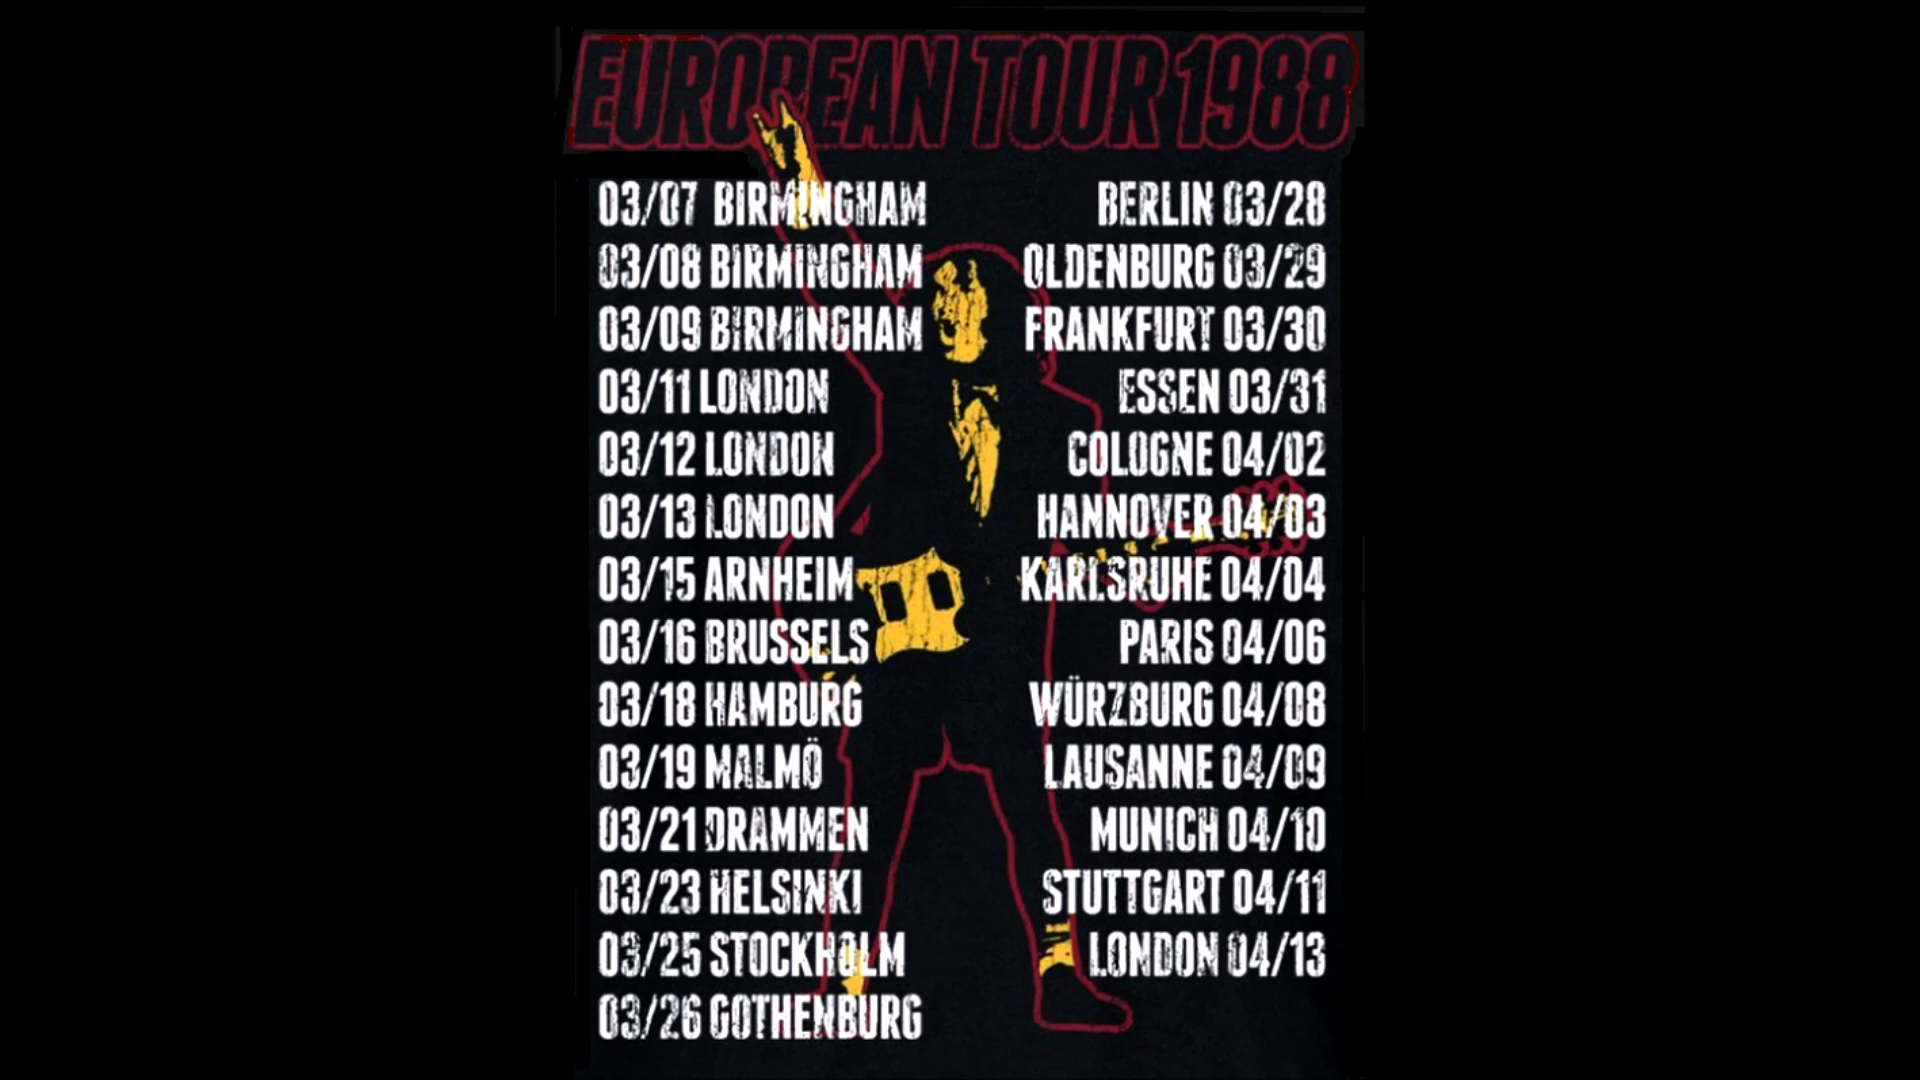 EUROPEAN TOUR 1988
03/07 BIRMINGHAM
03/08 BIRMINGHAM
03/09 BIRMINGHAM
03/11 LONDON
03/12 LONDON
03/13 LONDON
03/15 ARNHEIM
03/16 BRUSSELS
03/18 HAMBURG
03/19 MALMÖ
03/21 DRAMMEN
03/23 HELSINKI
03/25 STOCKHOLM
03/26 GOTHENBURG
BERLIN 03/28
OLDENBURG 03/29
FRANKFURT 03/30
ESSEN 03/31
COLOGNE 04/02
HANNOVER 04/03
KARLSRUHE 04/04
PARIS 04/06
WÜRZBURG 04/08
LAUSANNE 04/09
MUNICH 04/10
STUTTGART 04/11
LONDON 04/13